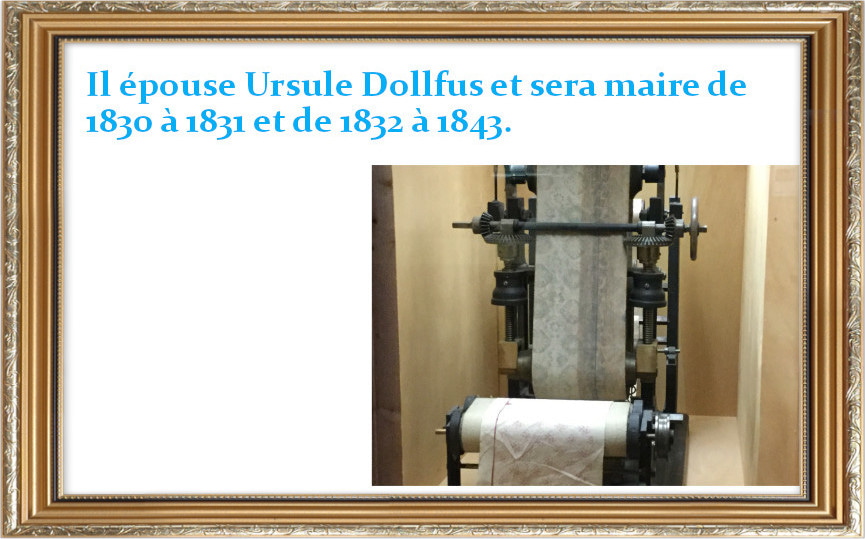 Il épouse Ursule Dollfus et sera maire de
1830 à 1831 et de 1832 à 1843.